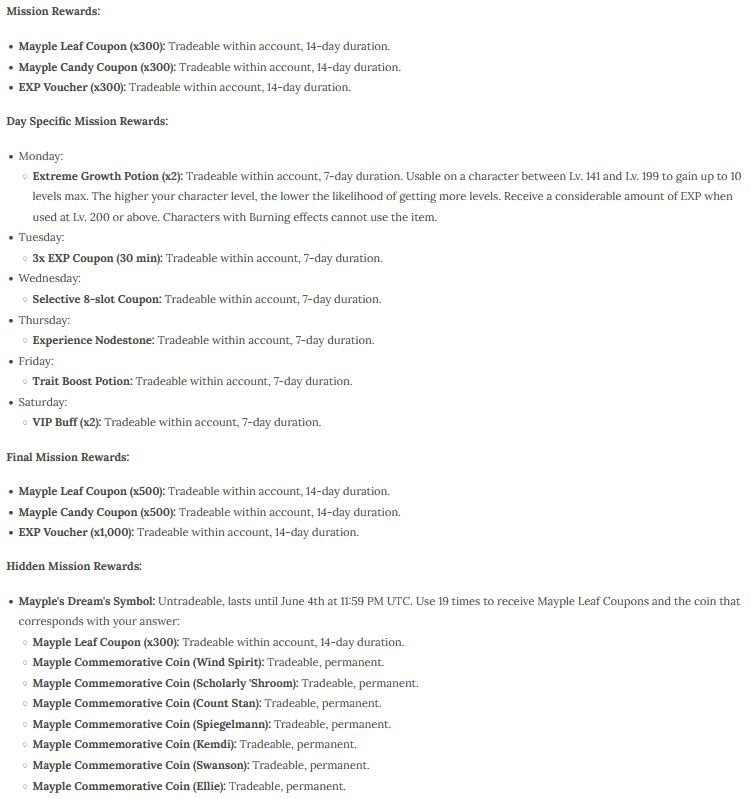 Mission Rewards:
• Mayple Leaf Coupon (x300): Tradeable within account, 14-day duration.
• Mayple Candy Coupon (x300): Tradeable within account, 14-day duration.
• EXP Voucher (x300): Tradeable within account, 14-day duration.
Day Specific Mission Rewards:
• Monday:
○ Extreme Growth Potion (x2): Tradeable within account, 7-day duration. Usable on a character between Lv. 141 and Lv. 199 to gain up to 10
levels max. The higher your character level, the lower the likelihood of getting more levels. Receive a considerable amount of EXP when
used at Lv. 200 or above. Characters with Burning effects cannot use the item.
• Tuesday:
○ 3x EXP Coupon (30 min): Tradeable within account, 7-day duration.
• Wednesday:
○ Selective 8-slot Coupon: Tradeable within account, 7-day duration.
• Thursday:
○ Experience Nodestone: Tradeable within account, 7-day duration.
• Friday:
○ Trait Boost Potion: Tradeable within account, 7-day duration.
• Saturday:
○ VIP Buff (x2): Tradeable within account, 7-day duration.
Final Mission Rewards:
• Mayple Leaf Coupon (x500): Tradeable within account, 14-day duration.
• Mayple Candy Coupon (x500): Tradeable within account, 14-day duration.
• EXP Voucher (x1,000): Tradeable within account, 14-day duration.
Hidden Mission Rewards:
• Mayple's Dream's Symbol: Untradeable, lasts until June 4th at 11:59 PM UTC. Use 19 times to receive Mayple Leaf Coupons and the coin that
corresponds with your answer:
○ Mayple Leaf Coupon (x300): Tradeable within account, 14-day duration.
○ Mayple Commemorative Coin (Wind Spirit): Tradeable, permanent.
○ Mayple Commemorative Coin (Scholarly 'Shroom): Tradeable, permanent.
○ Mayple Commemorative Coin (Count Stan): Tradeable, permanent.
○ Mayple Commemorative Coin (Spiegelmann): Tradeable, permanent.
○ Mayple Commemorative Coin (Kemdi): Tradeable, permanent.
○ Mayple Commemorative Coin (Swanson): Tradeable, permanent.
○ Mayple Commemorative Coin (Ellie): Tradeable, permanent.